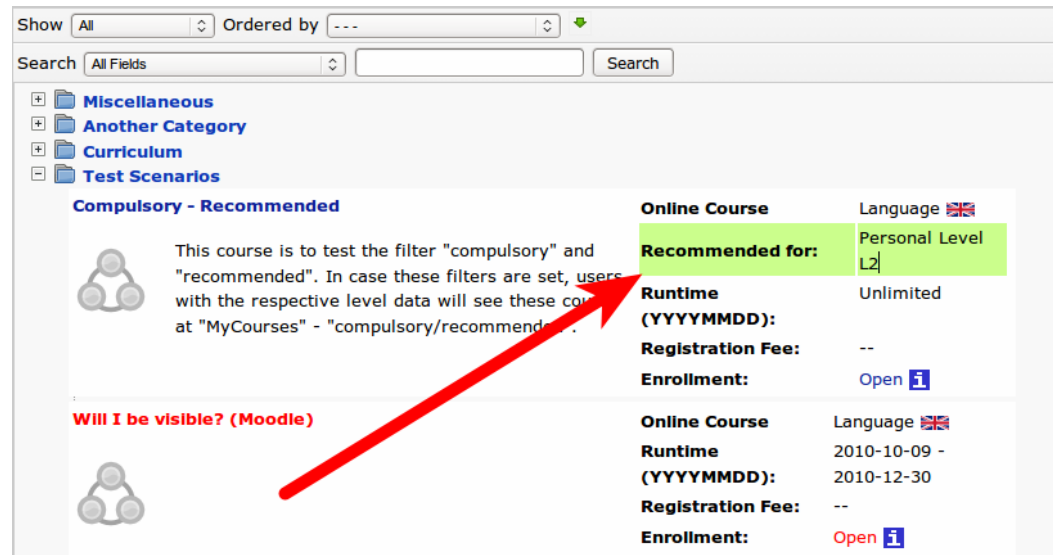 Show All Ordered by ---
Search All Fields Search
Miscellaneous
Another Category
Curriculum
Test Scenarios
Compulsory - Recommended
This course is to test the filter "compulsory" and
"recommended". In case these filters are set, users
with the respective level data will see these
at "MyCourses" - "compulsory/recommended".
Online Course Language
Recommended for: Personal Level
L2
Runtime Unlimited
(YYYYMMDD):
Registration Fee: --
Enrollment: Open i
Will I be visible? (Moodle)
Online Course Language
Runtime 2010-10-09 -
(YYYYMMDD): 2010-12-30
Registration Fee: --
Enrollment: Open i